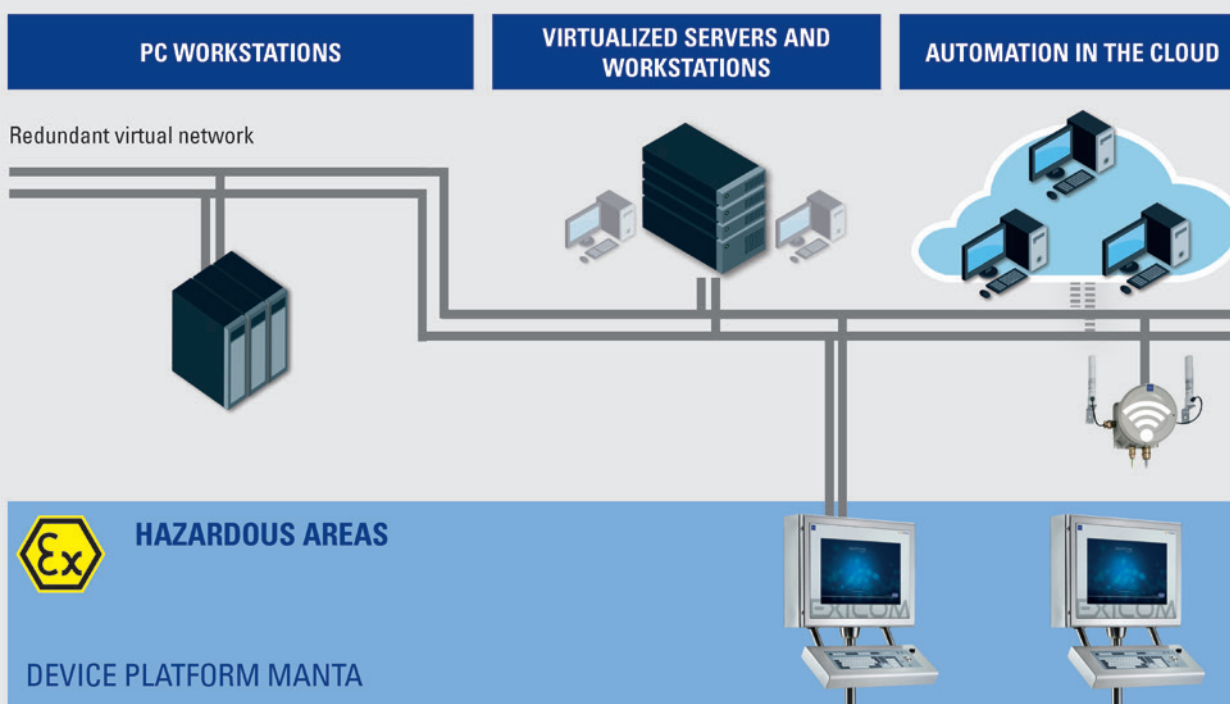 PC WORKSTATIONS
VIRTUALIZED SERVERS AND
WORKSTATIONS
AUTOMATION IN THE CLOUD
Redundant virtual network
Ex
HAZARDOUS AREAS
EXICOM
EXICOM
DEVICE PLATFORM MANTA